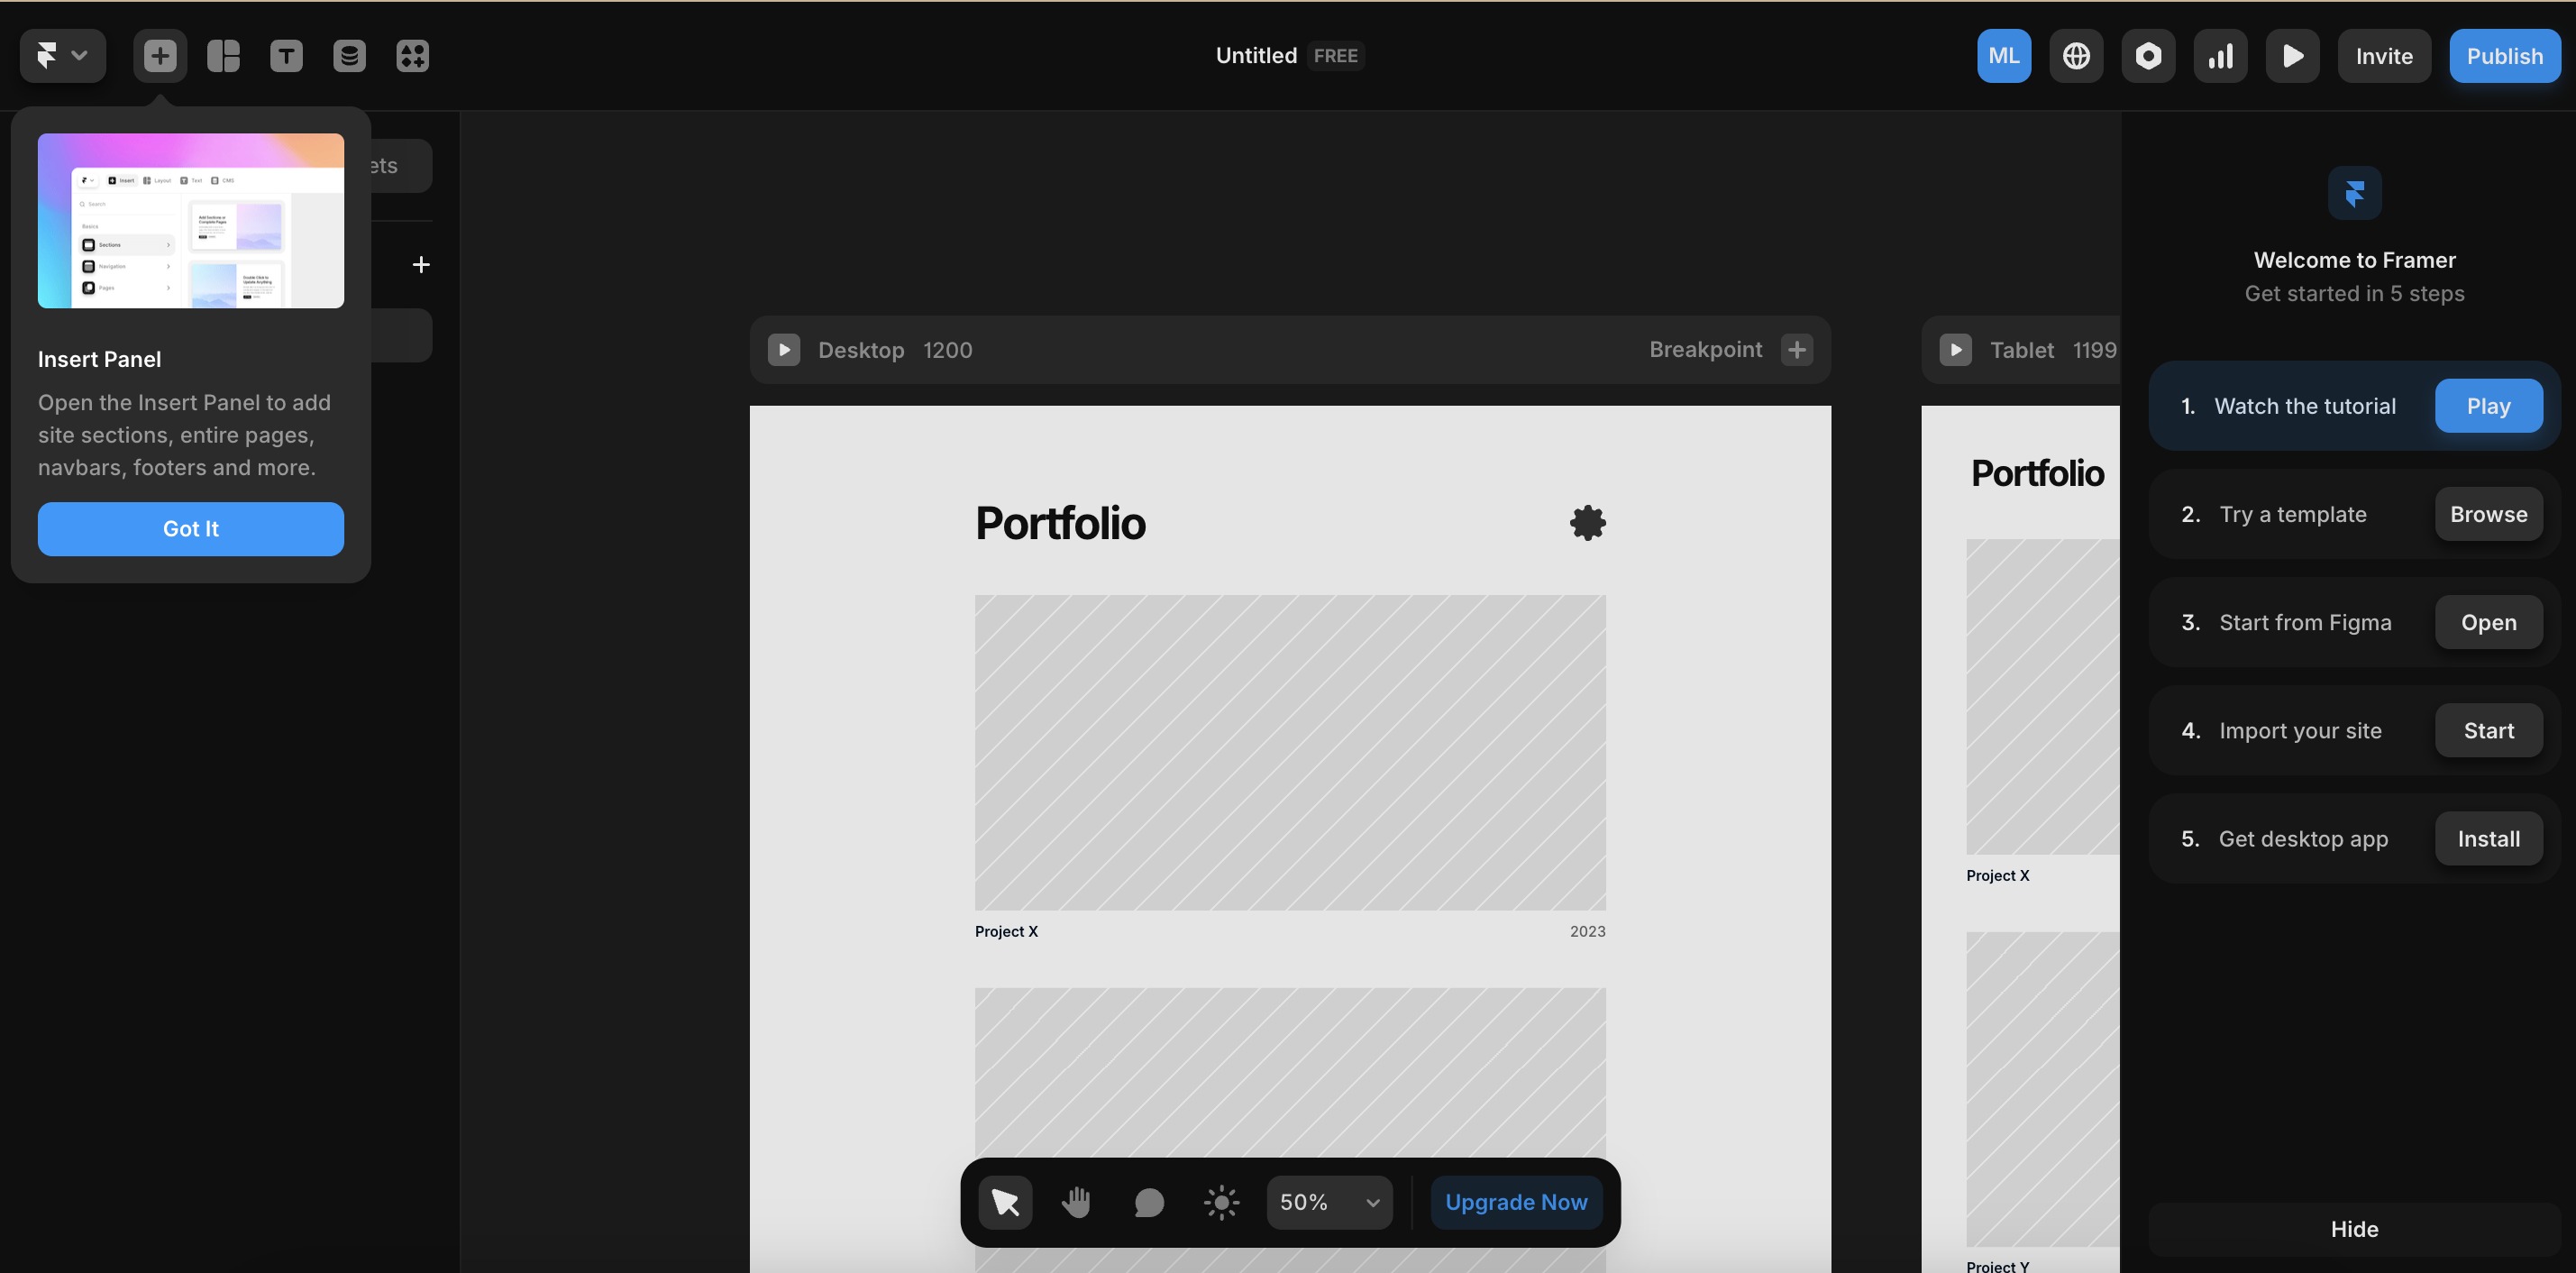 Untitled FREE
ML
Invite
Publish
Insert
Layout
Text
CMS
Search
Basics
Sections
Navigation
Pages
Add Sections or
Complete Pages
Double Click to
Update Anything
ets
Insert Panel
Open the Insert Panel to add
site sections, entire pages,
navbars, footers and more.
Got It
Desktop 1200
Breakpoint
Portfolio
Project X
2023
Tablet 1199
Portfolio
Project X
Project Y
50%
Upgrade Now
Welcome to Framer
Get started in 5 steps
1. Watch the tutorial Play
2. Try a template Browse
3. Start from Figma Open
4. Import your site Start
5. Get desktop app Install
Hide